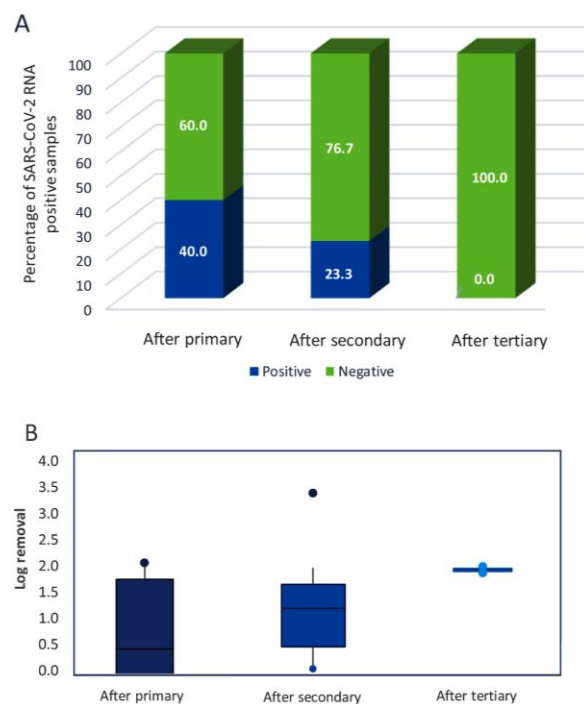 A
Percentage of SARS-CoV-2 RNA
positive samples
100
90
80
70
60
50
40
30
20
10
0
60.0
40.0
76.7
23.3
100.0
0.0
After primary
After secondary
After tertiary
Positive
Negative
B
Log removal
4.0
3.5
3.0
2.5
2.0
1.5
1.0
0.5
0.0
After primary
After secondary
After tertiary